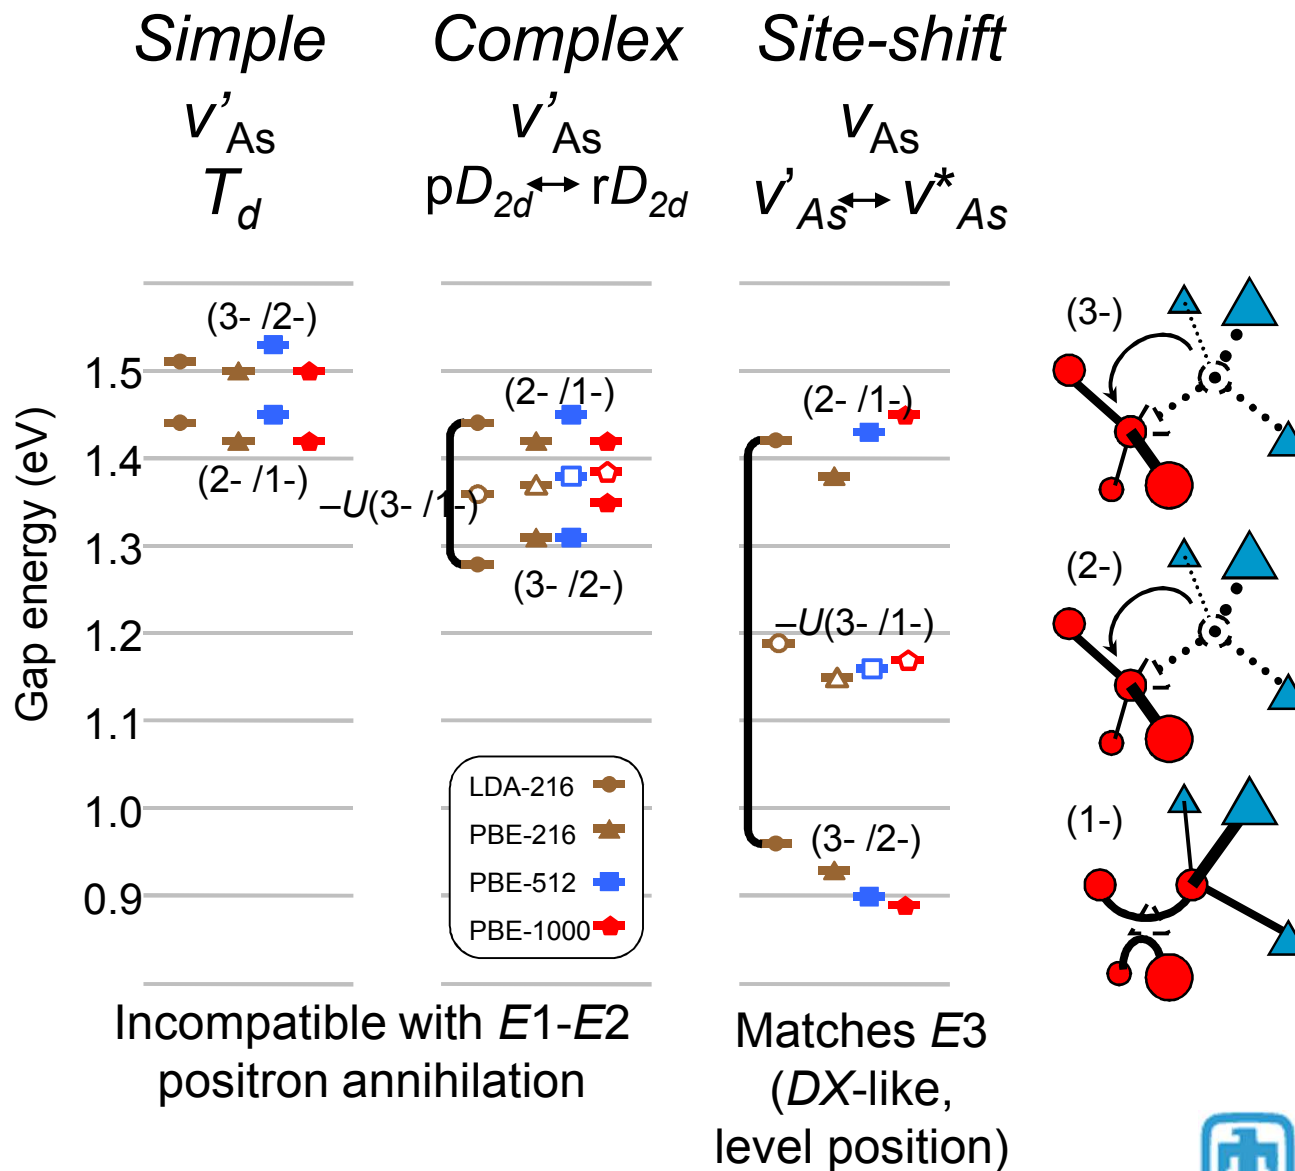 Simple Complex Site-shift
v’As v’As vAs
Td pD2d ↔ rD2d v’As ↔ v*As
Gap energy (eV)
1.5
1.4
1.3
1.2
1.1
1.0
0.9
(3- /2-)
(2- /1-)
(2- /1-)
–U(3- /1-)
(3- /2-)
(2- /1-)
–U(3- /1-)
(3- /2-)
LDA-216
PBE-216
PBE-512
PBE-1000
(3-)
(2-)
(1-)
Incompatible with E1-E2
positron annihilation
Matches E3
(DX-like,
level position)